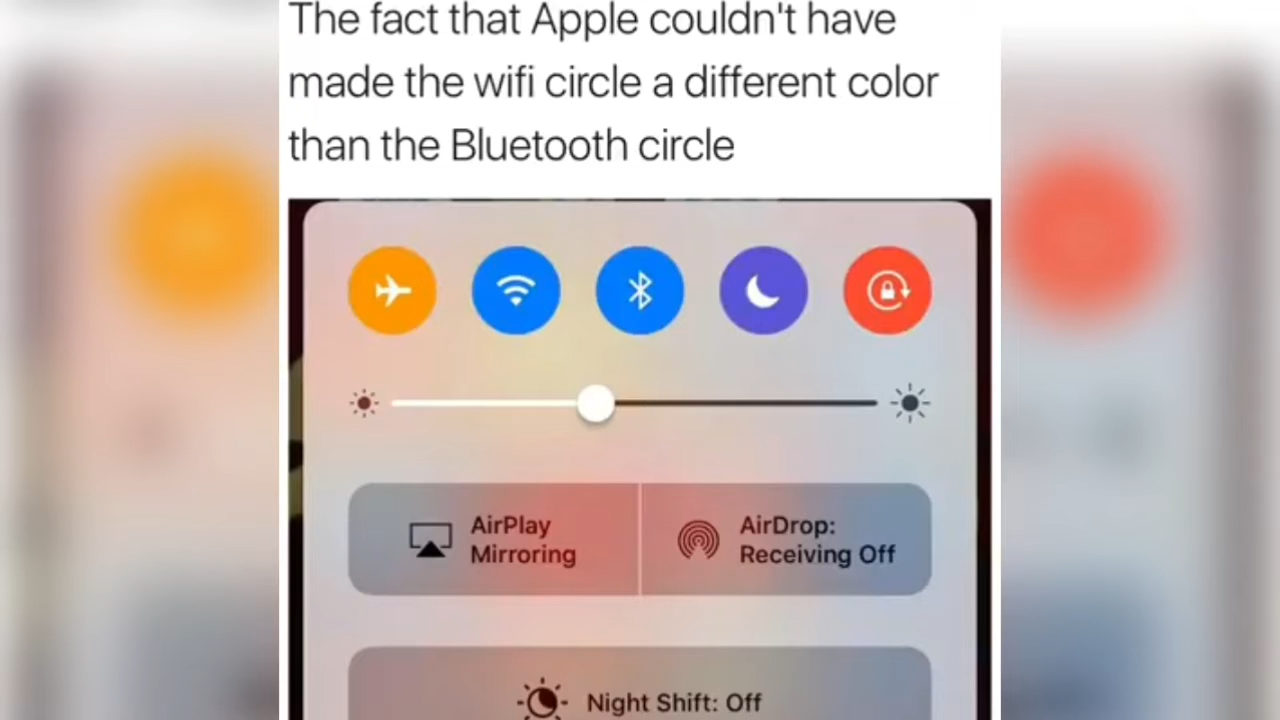 The fact that Apple couldn't have
made the wifi circle a different color
than the Bluetooth circle
AirPlay
Mirroring
AirDrop:
Receiving Off
Night Shift: Off